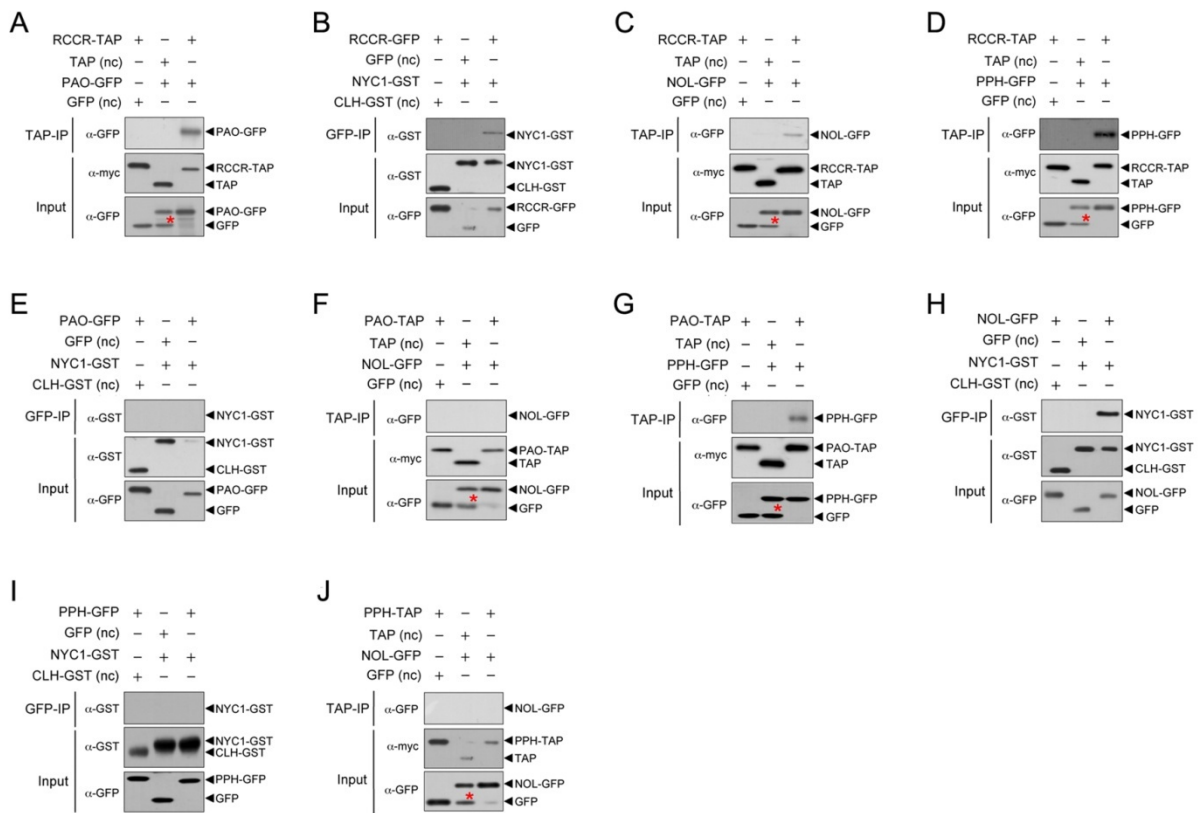 A
RCCR-TAP + – +
TAP (nc) – + –
PAO-GFP – + +
GFP (nc) + – –
TAP-IP α-GFP PAO-GFP
α-myc RCCR-TAP
TAP
Input
α-GFP PAO-GFP
* GFP
B
RCCR-GFP + – +
GFP (nc) – + –
NYC1-GST – + +
CLH-GST (nc) + – –
GFP-IP α-GST NYC1-GST
α-GST NYC1-GST
CLH-GST
Input
α-GFP RCCR-GFP
GFP
C
RCCR-TAP + – +
TAP (nc) – + –
NOL-GFP – + +
GFP (nc) + – –
TAP-IP α-GFP NOL-GFP
α-myc RCCR-TAP
TAP
Input
α-GFP NOL-GFP
* GFP
D
RCCR-TAP + – +
TAP (nc) – + –
PPH-GFP – + +
GFP (nc) + – –
TAP-IP α-GFP PPH-GFP
α-myc RCCR-TAP
TAP
Input
α-GFP PPH-GFP
* GFP
E
PAO-GFP + – +
GFP (nc) – + –
NYC1-GST – + +
CLH-GST (nc) + – –
GFP-IP α-GST NYC1-GST
α-GST NYC1-GST
CLH-GST
Input
α-GFP PAO-GFP
GFP
F
PAO-TAP + – +
TAP (nc) – + –
NOL-GFP – + +
GFP (nc) + – –
TAP-IP α-GFP NOL-GFP
α-myc PAO-TAP
TAP
Input
α-GFP NOL-GFP
* GFP
G
PAO-TAP + – +
TAP (nc) – + –
PPH-GFP – + +
GFP (nc) + – –
TAP-IP α-GFP PPH-GFP
α-myc PAO-TAP
TAP
Input
α-GFP PPH-GFP
* GFP
H
NOL-GFP + – +
GFP (nc) – + –
NYC1-GST – + +
CLH-GST (nc) + – –
GFP-IP α-GST NYC1-GST
α-GST NYC1-GST
CLH-GST
Input
α-GFP NOL-GFP
GFP
I
PPH-GFP + – +
GFP (nc) – + –
NYC1-GST – + +
CLH-GST (nc) + – –
GFP-IP α-GST NYC1-GST
α-GST NYC1-GST
CLH-GST
Input
α-GFP PPH-GFP
GFP
J
PPH-TAP + – +
TAP (nc) – + –
NOL-GFP – + +
GFP (nc) + – –
TAP-IP α-GFP NOL-GFP
α-myc PPH-TAP
TAP
Input
α-GFP NOL-GFP
* GFP